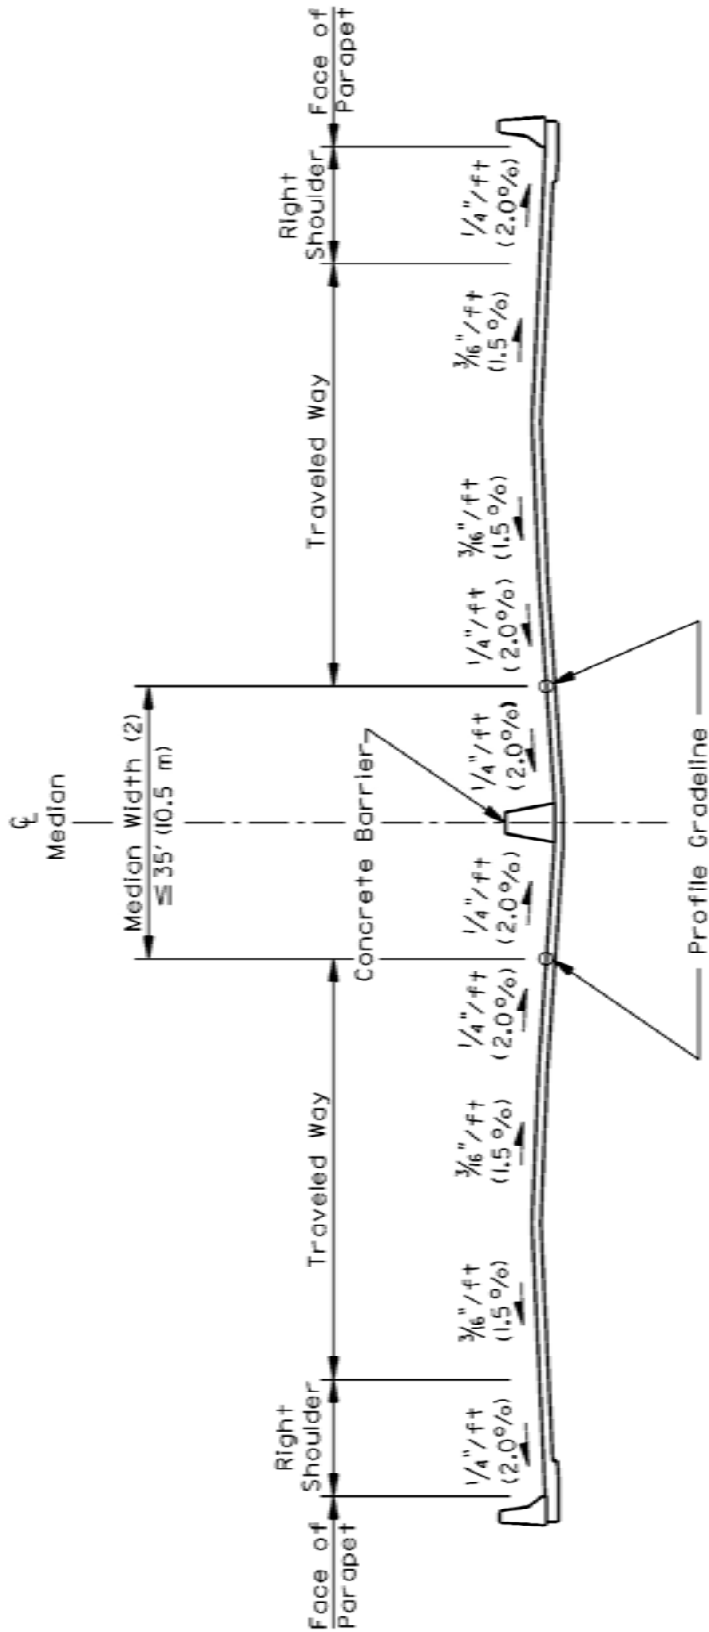 ℄
Median
Median Width (2)
≤ 35' (10.5 m)
Face of
Parapet
Right
Shoulder
Traveled Way
Concrete Barrier
Traveled Way
Right
Shoulder
Face of
Parapet
1/4"/ft
(2.0%)
3/16"/ft
(1.5%)
3/16"/ft
(1.5%)
1/4"/ft
(2.0%)
1/4"/ft
(2.0%)
1/4"/ft
(2.0%)
1/4"/ft
(2.0%)
3/16"/ft
(1.5%)
3/16"/ft
(1.5%)
1/4"/ft
(2.0%)
Profile Gradeline